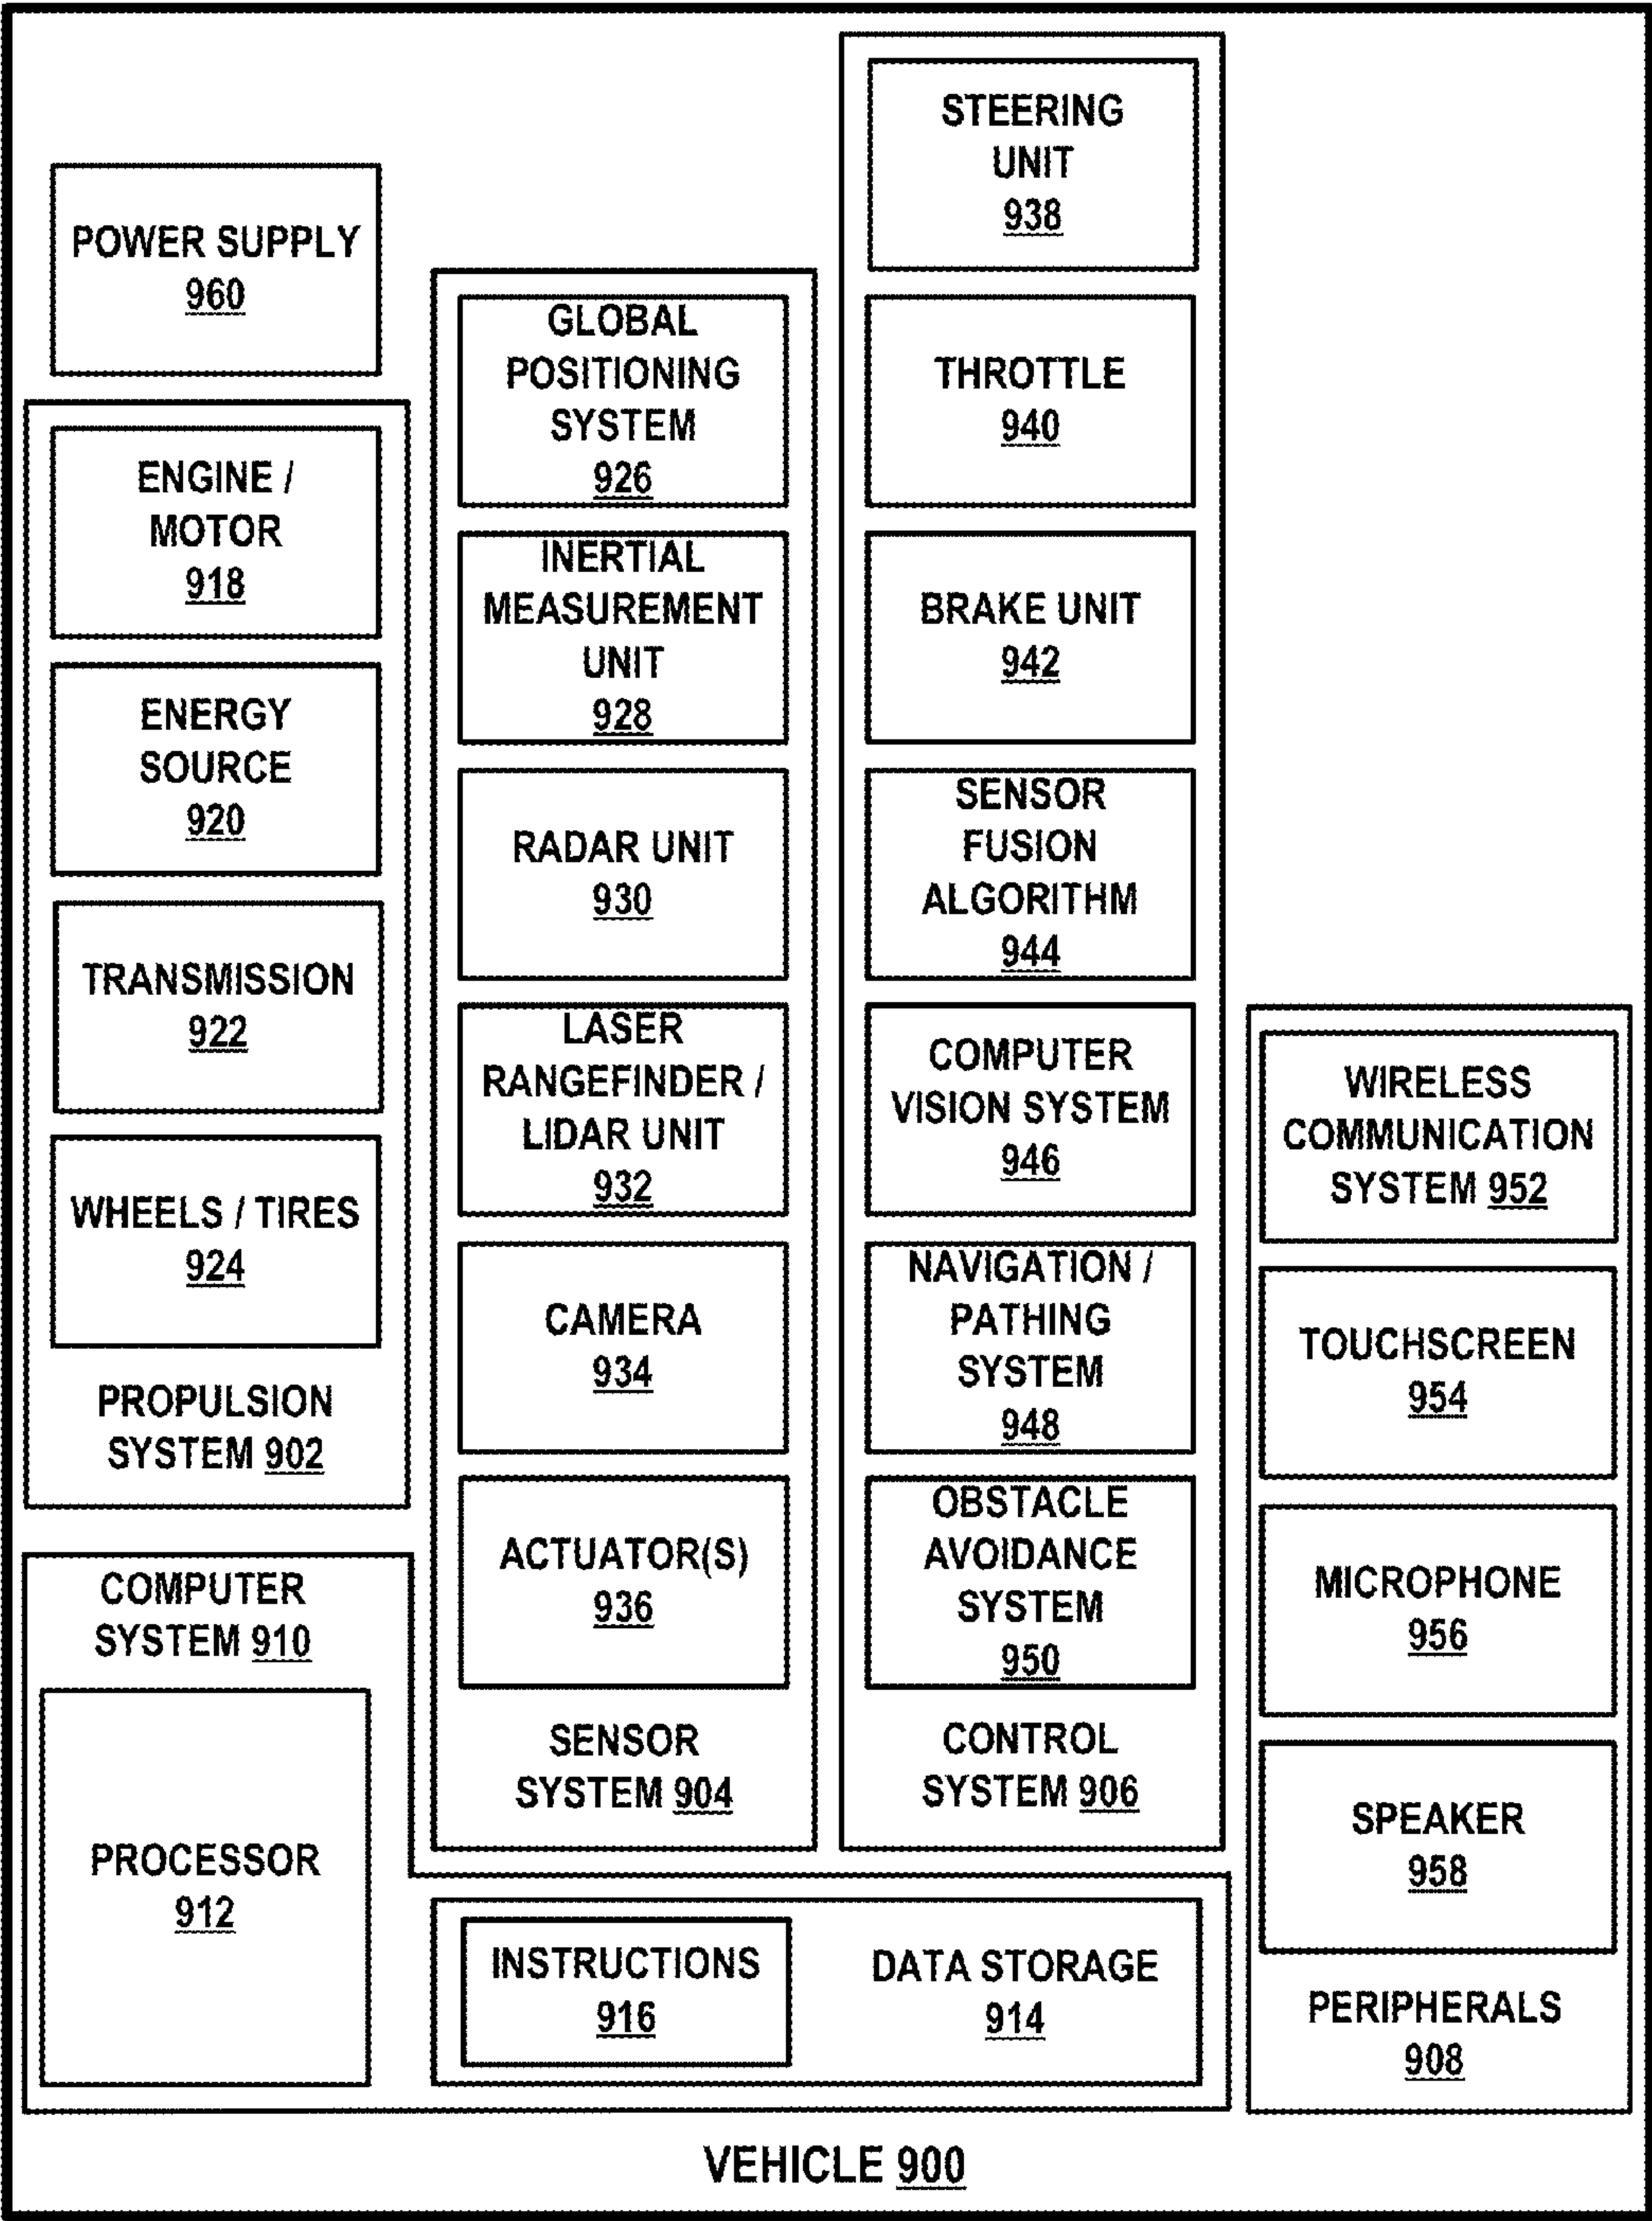 POWER SUPPLY
960
ENGINE /
MOTOR
918
ENERGY
SOURCE
920
TRANSMISSION
922
WHEELS / TIRES
924
PROPULSION
SYSTEM 902
COMPUTER
SYSTEM 910
PROCESSOR
912
GLOBAL
POSITIONING
SYSTEM
926
INERTIAL
MEASUREMENT
UNIT
928
RADAR UNIT
930
LASER
RANGEFINDER /
LIDAR UNIT
932
CAMERA
934
ACTUATOR(S)
936
SENSOR
SYSTEM 904
STEERING
UNIT
938
THROTTLE
940
BRAKE UNIT
942
SENSOR
FUSION
ALGORITHM
944
COMPUTER
VISION SYSTEM
946
NAVIGATION /
PATHING
SYSTEM
948
OBSTACLE
AVOIDANCE
SYSTEM
950
CONTROL
SYSTEM 906
INSTRUCTIONS
916
DATA STORAGE
914
WIRELESS
COMMUNICATION
SYSTEM 952
TOUCHSCREEN
954
MICROPHONE
956
SPEAKER
958
PERIPHERALS
908
VEHICLE 900